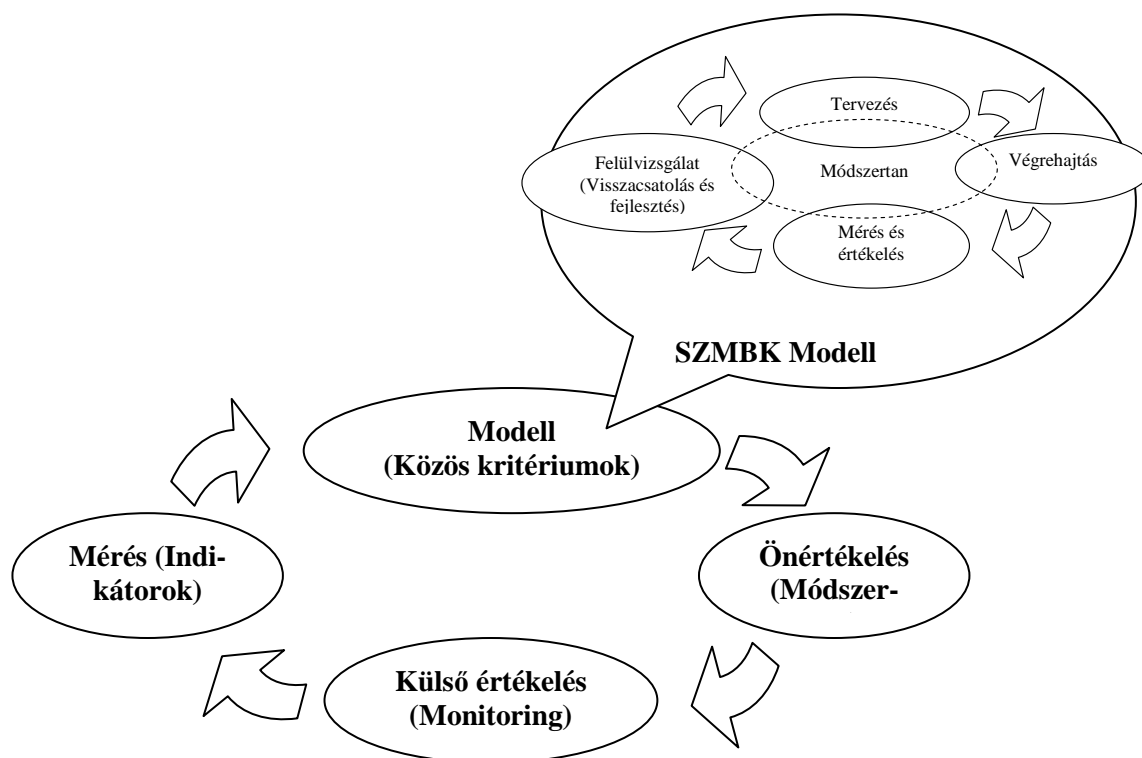 Tervezés
Felülvizsgálat
(Visszacsatolás és
fejlesztés)
Módszertan
Végrehajtás
Mérés és
értékelés
SZMBK Modell
Modell
(Közös kritériumok)
Mérés (Indi-
kátorok)
Önértékelés
(Módszer-
Külső értékelés
(Monitoring)